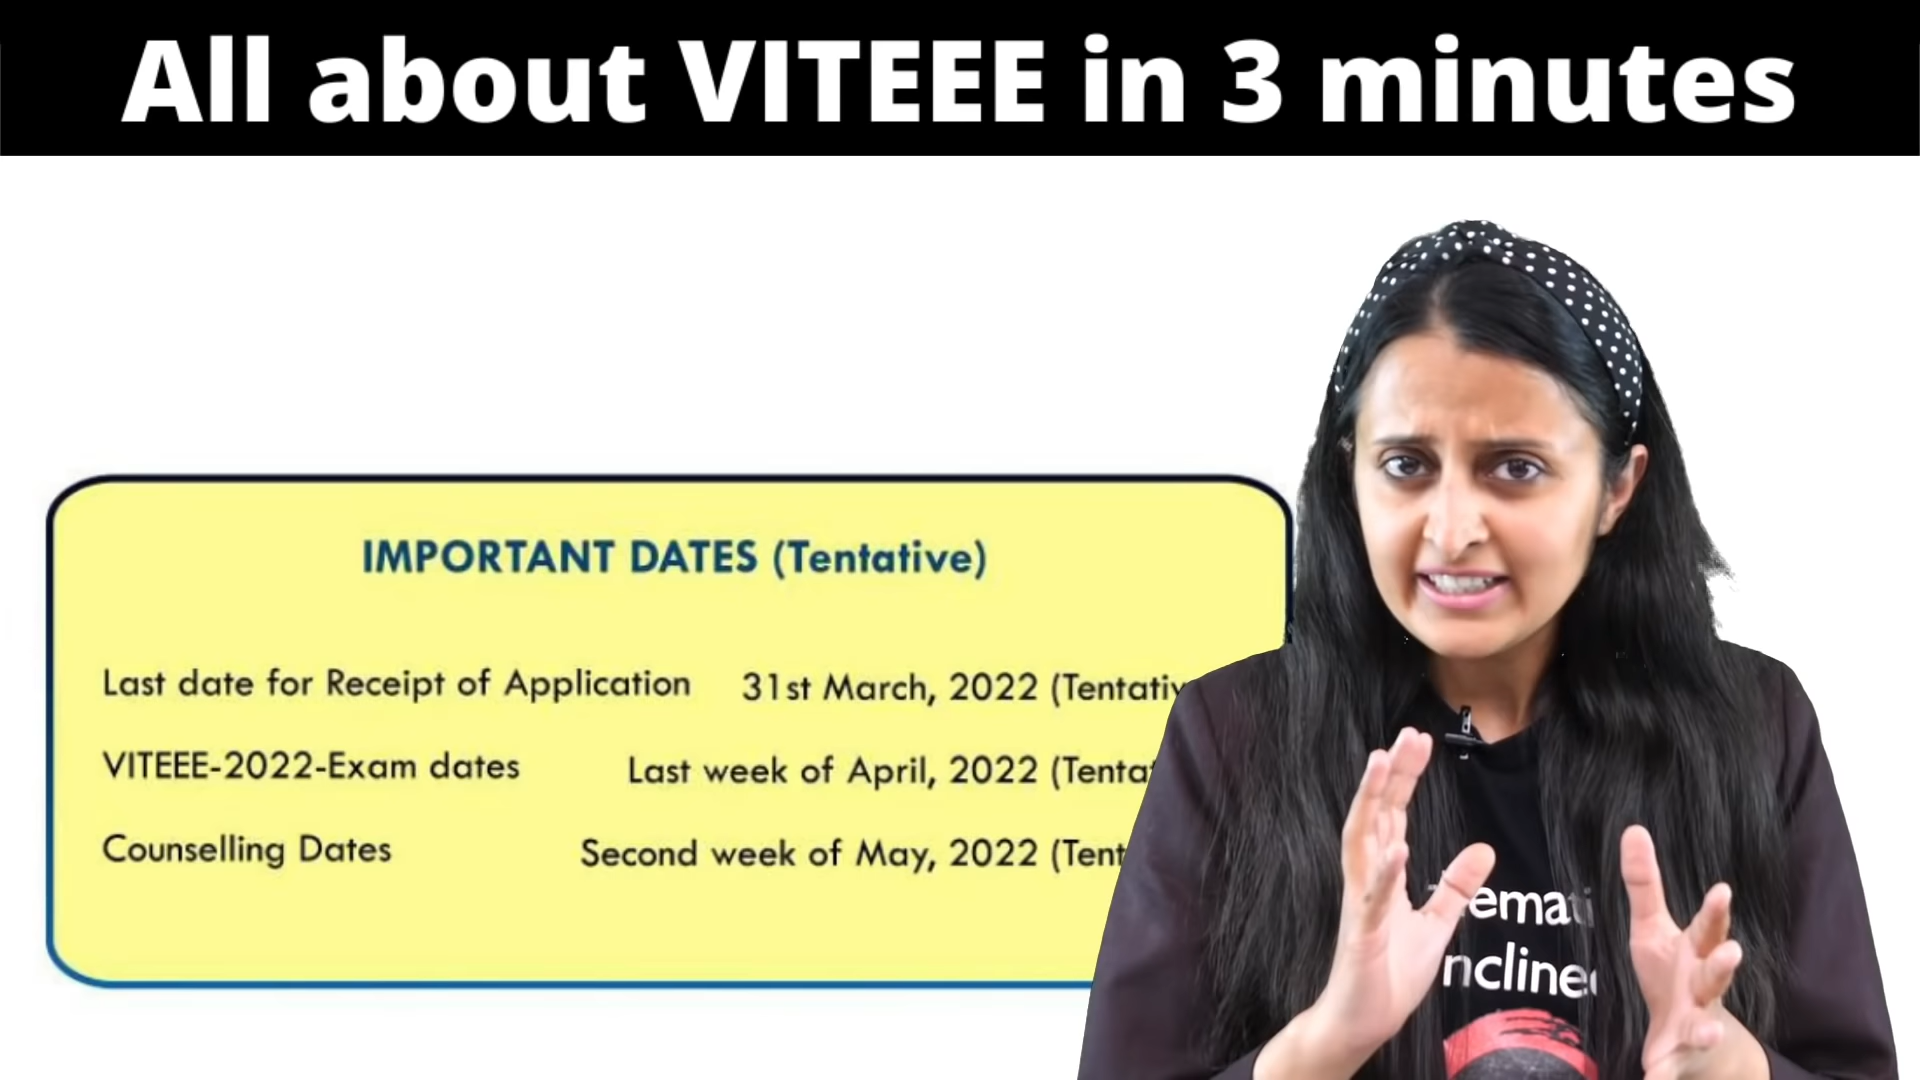 All about VITEEE in 3 minutes
IMPORTANT DATES (Tentative)
Last date for Receipt of Application 31st March, 2022
VITEEE-2022-Exam dates Last week of April, 2022
Counselling Dates Second week of May, 2022